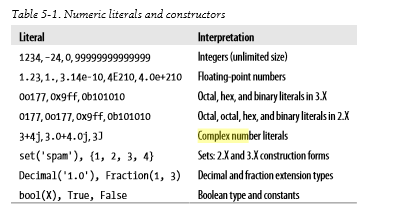 Table 5-1. Numeric literals and constructors
Literal Interpretation
1234, -24, 0, 99999999999999 Integers (unlimited size)
1.23, 1., 3.14e-10, 4E210, 4.0e+210 Floating-point numbers
0o177, 0x9ff, 0b101010 Octal, hex, and binary literals in 3.X
0177, 0o177, 0x9ff, 0b101010 Octal, octal, hex, and binary literals in 2.X
3+4j, 3.0+4.0j, 3J Complex number literals
set('spam'), {1, 2, 3, 4} Sets: 2.X and 3.X construction forms
Decimal('1.0'), Fraction(1, 3) Decimal and fraction extension types
bool(X), True, False Boolean type and constants